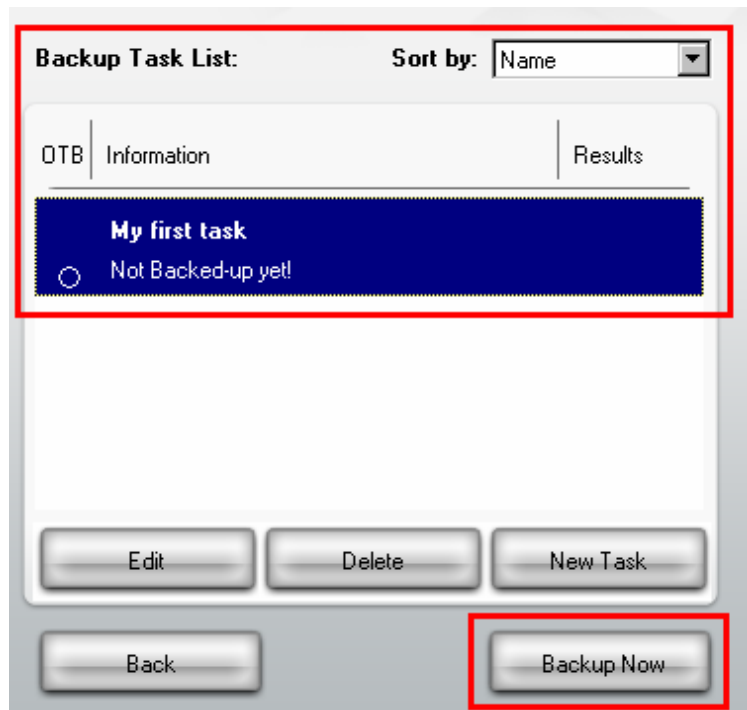 Backup Task List: Sort by: Name
OTB Information Results
My first task
Not Backed-up yet!
Edit Delete New Task
Back Backup Now